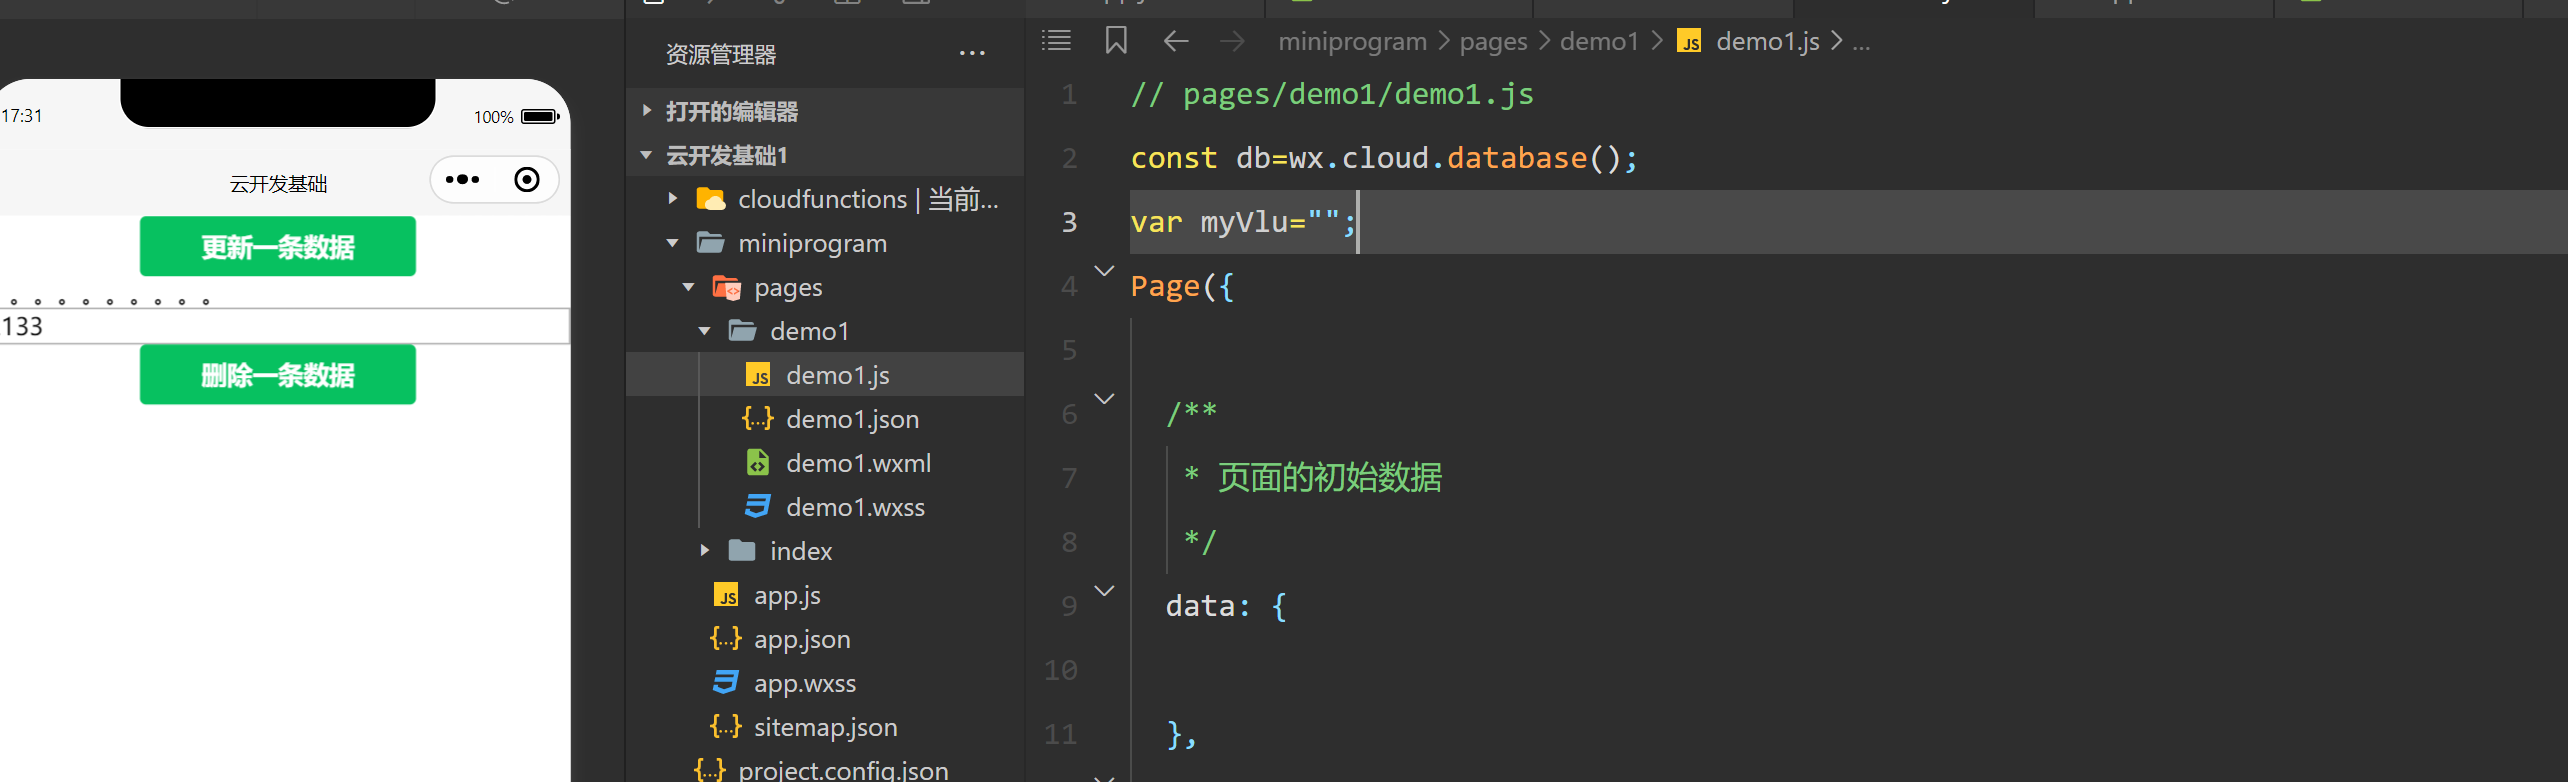 17:31
100%
云开发基础
更新一条数据
。。。。。。。。。
133
删除一条数据
资源管理器
打开的编辑器
云开发基础1
cloudfunctions | 当前...
miniprogram
pages
demo1
demo1.js
demo1.json
demo1.wxml
demo1.wxss
index
app.js
app.json
app.wxss
sitemap.json
project.config.json
miniprogram > pages > demo1 > JS demo1.js > ...
1 // pages/demo1/demo1.js
2 const db=wx.cloud.database();
3 var myVlu="";
4 Page({
5
6 /**
7 * 页面的初始数据
8 */
9 data: {
10
11 },